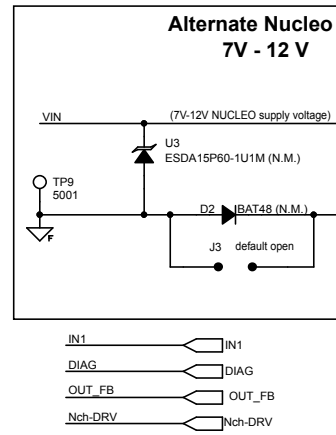 Alternate Nucleo
7V - 12 V
VIN
(7V-12V NUCLEO supply voltage)
U3
ESDA15P60-1U1M (N.M.)
TP9
5001
F
D2
BAT48 (N.M.)
J3
default open
IN1
IN1
DIAG
DIAG
OUT_FB
OUT_FB
Nch-DRV
Nch-DRV